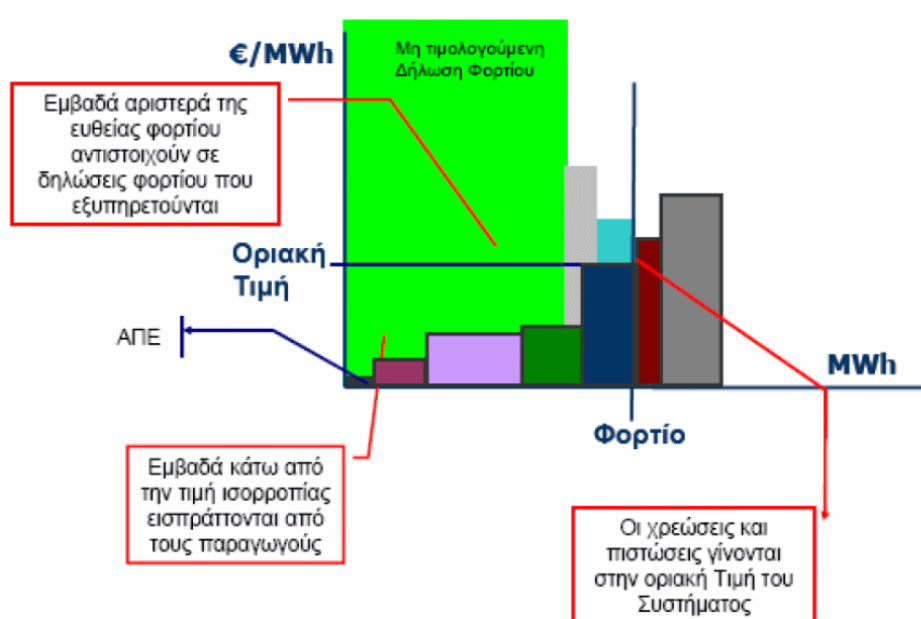 €/MWh
Μη τιμολογούμενη
Δήλωση Φορτίου
Εμβαδά αριστερά της
ευθείας φορτίου
αντιστοιχούν σε
δηλώσεις φορτίου που
εξυπηρετούνται
Οριακή
Τιμή
ΑΠΕ
MWh
Φορτίο
Εμβαδά κάτω από
την τιμή ισορροπίας
εισπράττονται από
τους παραγωγούς
Οι χρεώσεις και
πιστώσεις γίνονται
στην οριακή Τιμή του
Συστήματος